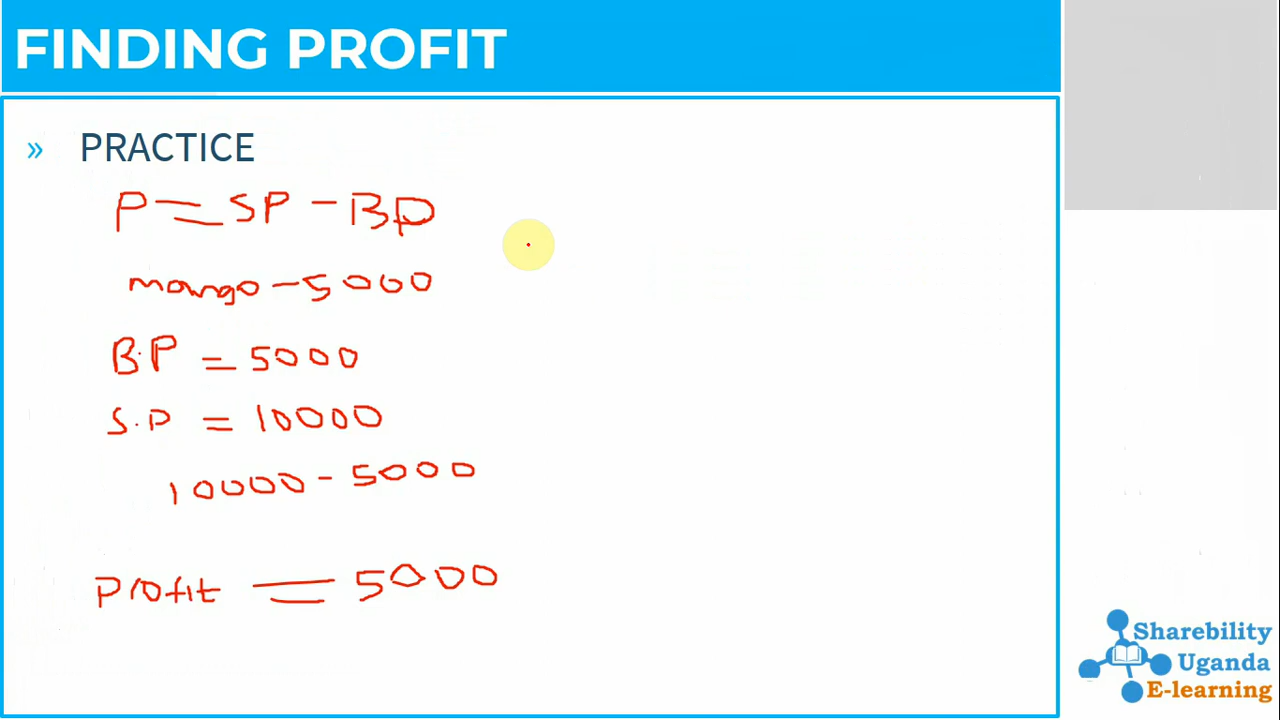 FINDING PROFIT
» PRACTICE
P = SP - BP
mango - 5000
B.P = 5000
S.P = 10000
10000 - 5000
Profit = 5000
Sharebility
Uganda
E-learning